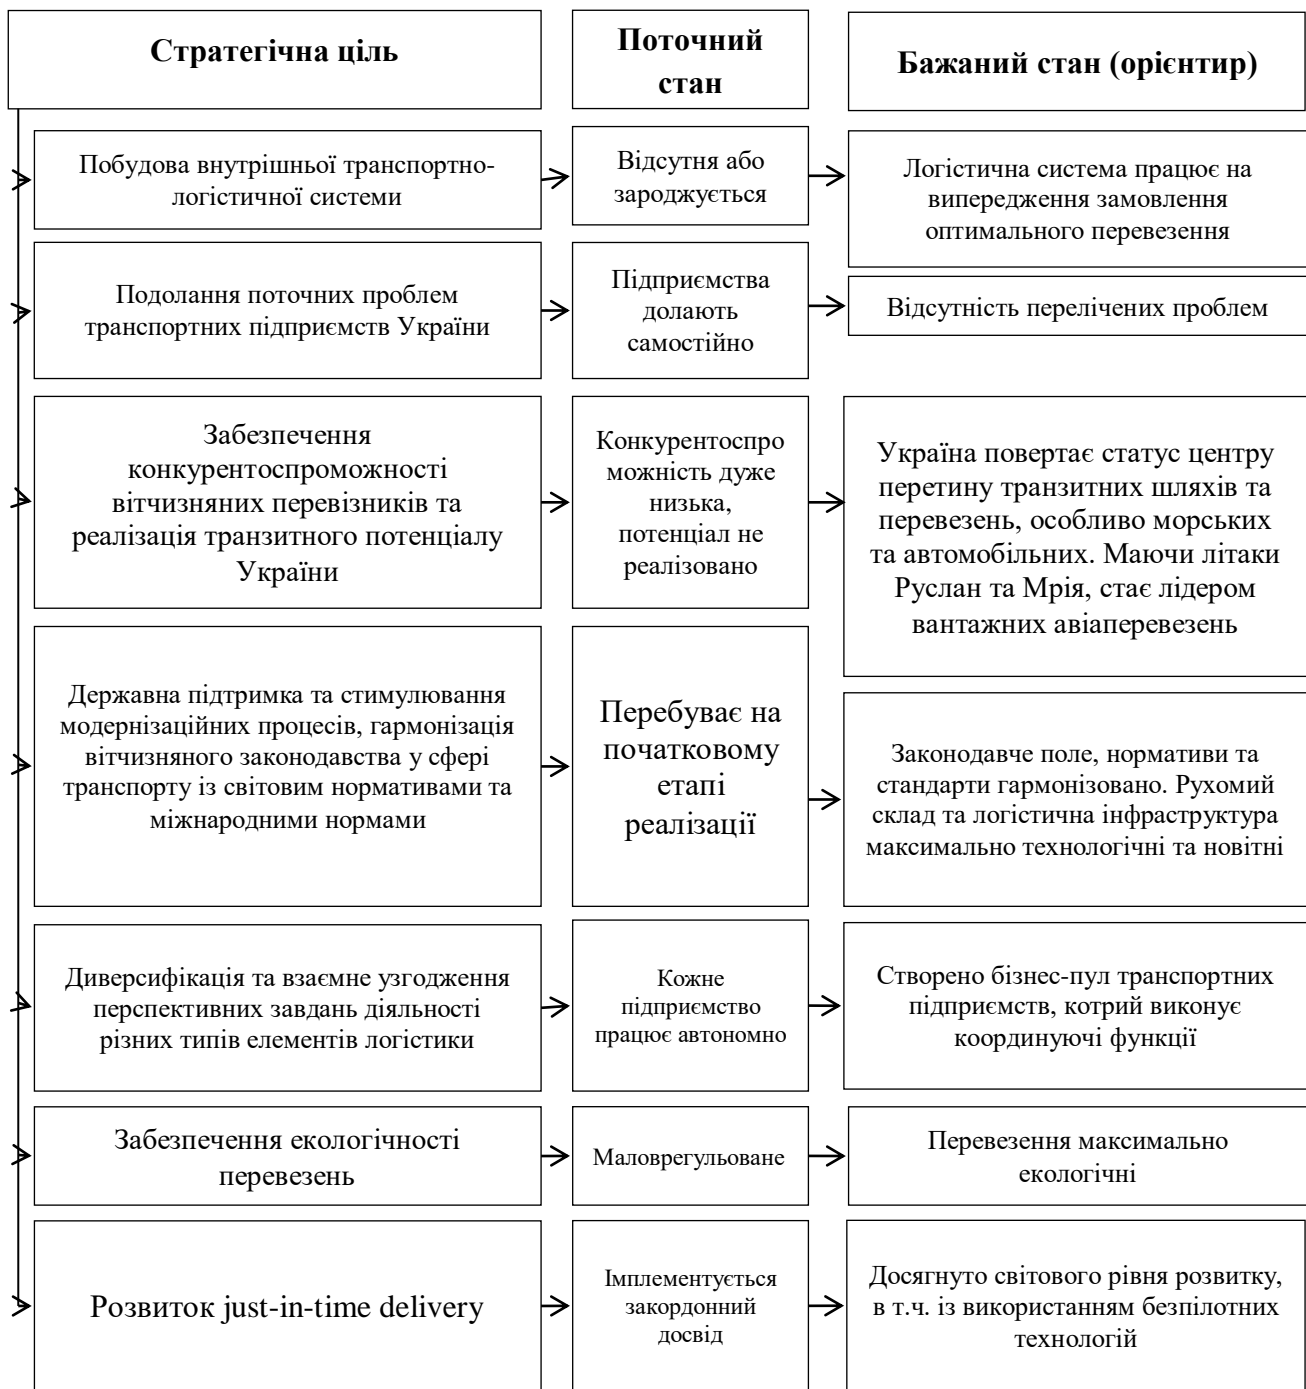 Стратегічна ціль
Поточний
стан
Бажаний стан (орієнтир)
Побудова внутрішньої транспортно-
логістичної системи
Відсутня або
зароджується
Логістична система працює на
випередження замовлення
оптимального перевезення
Подолання поточних проблем
транспортних підприємств України
Підприємства
долають
самостійно
Відсутність перелічених проблем
Забезпечення
конкурентоспроможності
вітчизняних перевізників та
реалізація транзитного потенціалу
України
Конкурентоспро
можність дуже
низька,
потенціал не
реалізовано
Україна повертає статус центру
перетину транзитних шляхів та
перевезень, особливо морських
та автомобільних. Маючи літаки
Руслан та Мрія, стає лідером
вантажних авіаперевезень
Державна підтримка та стимулювання
модернізаційних процесів, гармонізація
вітчизняного законодавства у сфері
транспорту із світовим нормативами та
міжнародними нормами
Перебуває на
початковому
етапі
реалізації
Законодавче поле, нормативи та
стандарти гармонізовано. Рухомий
склад та логістична інфраструктура
максимально технологічні та новітні
Диверсифікація та взаємне узгодження
перспективних завдань діяльності
різних типів елементів логістики
Кожне
підприємство
працює автономно
Створено бізнес-пул транспортних
підприємств, котрий виконує
координуючі функції
Забезпечення екологічності
перевезень
Маловрегульоване
Перевезення максимально
екологічні
Розвиток just-in-time delivery
Імплементується
закордонний
досвід
Досягнуто світового рівня розвитку,
в т.ч. із використанням безпілотних
технологій